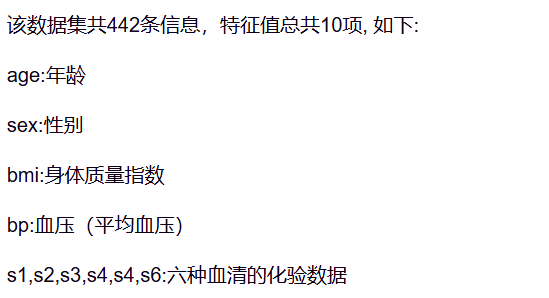 该数据集共442条信息，特征值总共10项, 如下:
age:年龄
sex:性别
bmi:身体质量指数
bp:血压（平均血压）
s1,s2,s3,s4,s4,s6:六种血清的化验数据